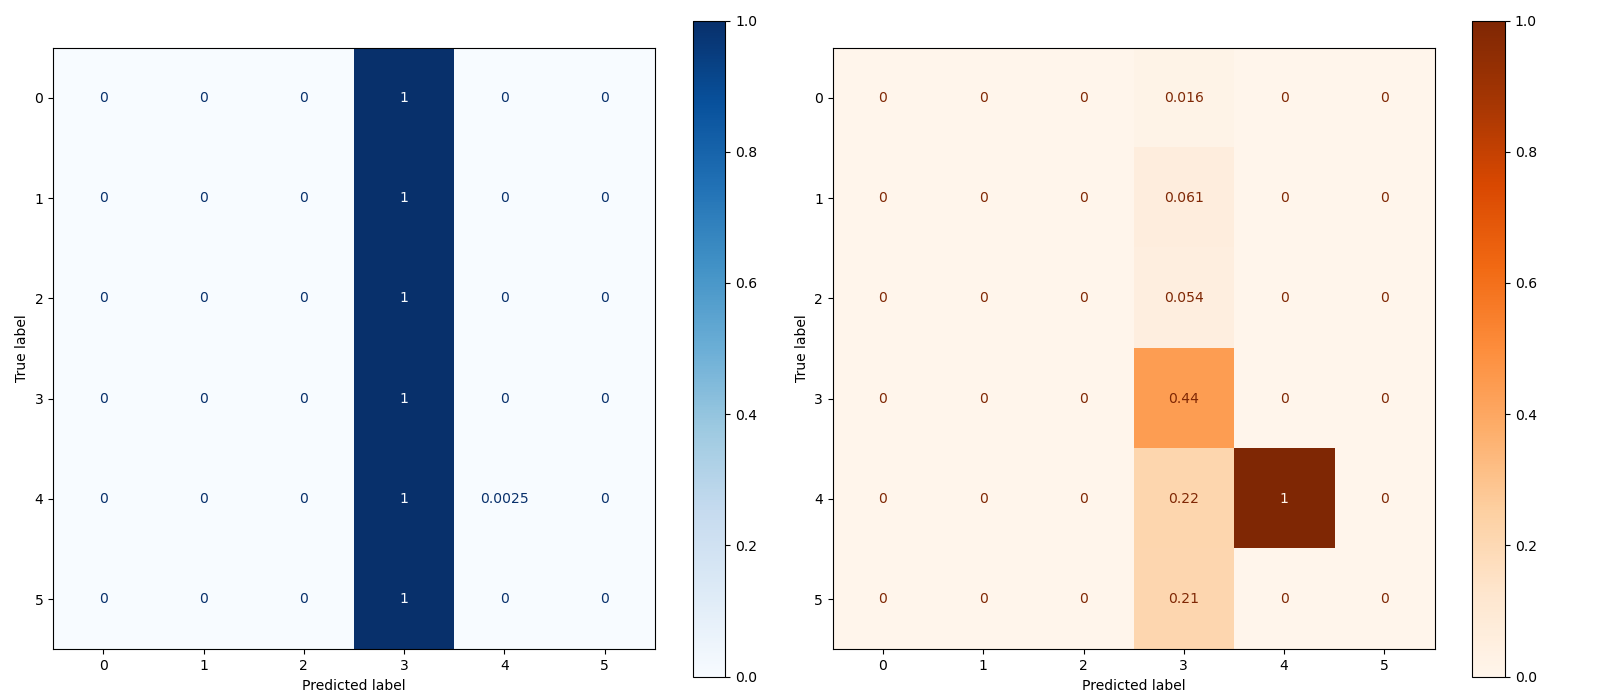 1.0
1.0
0 0 0 0 1 0 0
0 0 0 0 0.016 0 0
0.8
0.8
1 0 0 0 1 0 0
1 0 0 0 0.061 0 0
0.6
0.6
2 0 0 0 1 0 0
2 0 0 0 0.054 0 0
True label
True label
3 0 0 0 1 0 0
3 0 0 0 0.44 0 0
0.4
0.4
4 0 0 0 1 0.0025 0
4 0 0 0 0.22 1 0
0.2
0.2
5 0 0 0 1 0 0
5 0 0 0 0.21 0 0
0.0
0.0
0 1 2 3 4 5
0 1 2 3 4 5
Predicted label
Predicted label